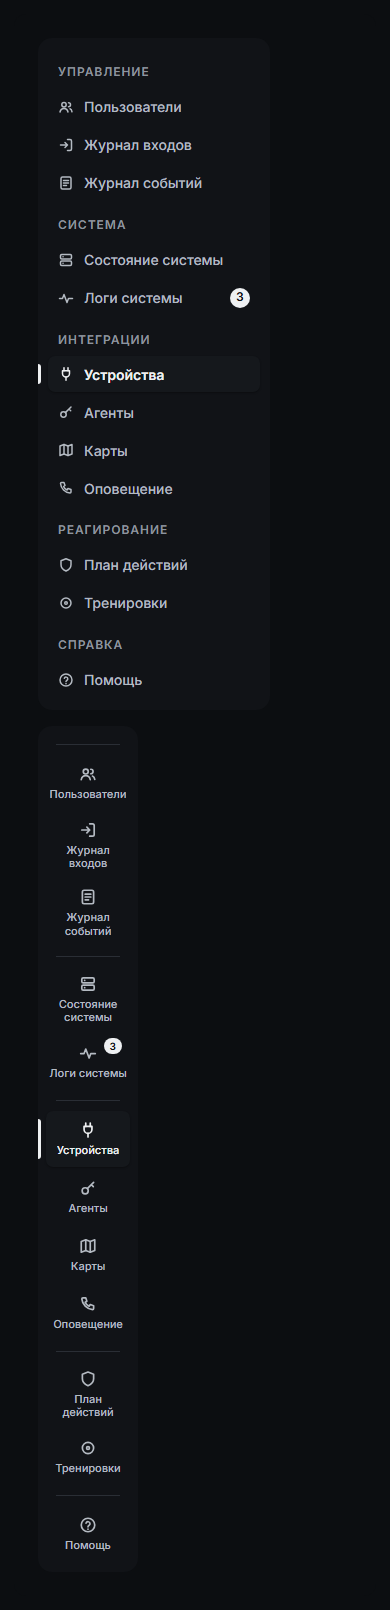 УПРАВЛЕНИЕ
Пользователи
Журнал входов
Журнал событий
СИСТЕМА
Состояние системы
Логи системы 3
ИНТЕГРАЦИИ
Устройства
Агенты
Карты
Оповещение
РЕАГИРОВАНИЕ
План действий
Тренировки
СПРАВКА
Помощь
Пользователи
Журнал
входов
Журнал
событий
Состояние
системы
3
Логи системы
Устройства
Агенты
Карты
Оповещение
План
действий
Тренировки
Помощь